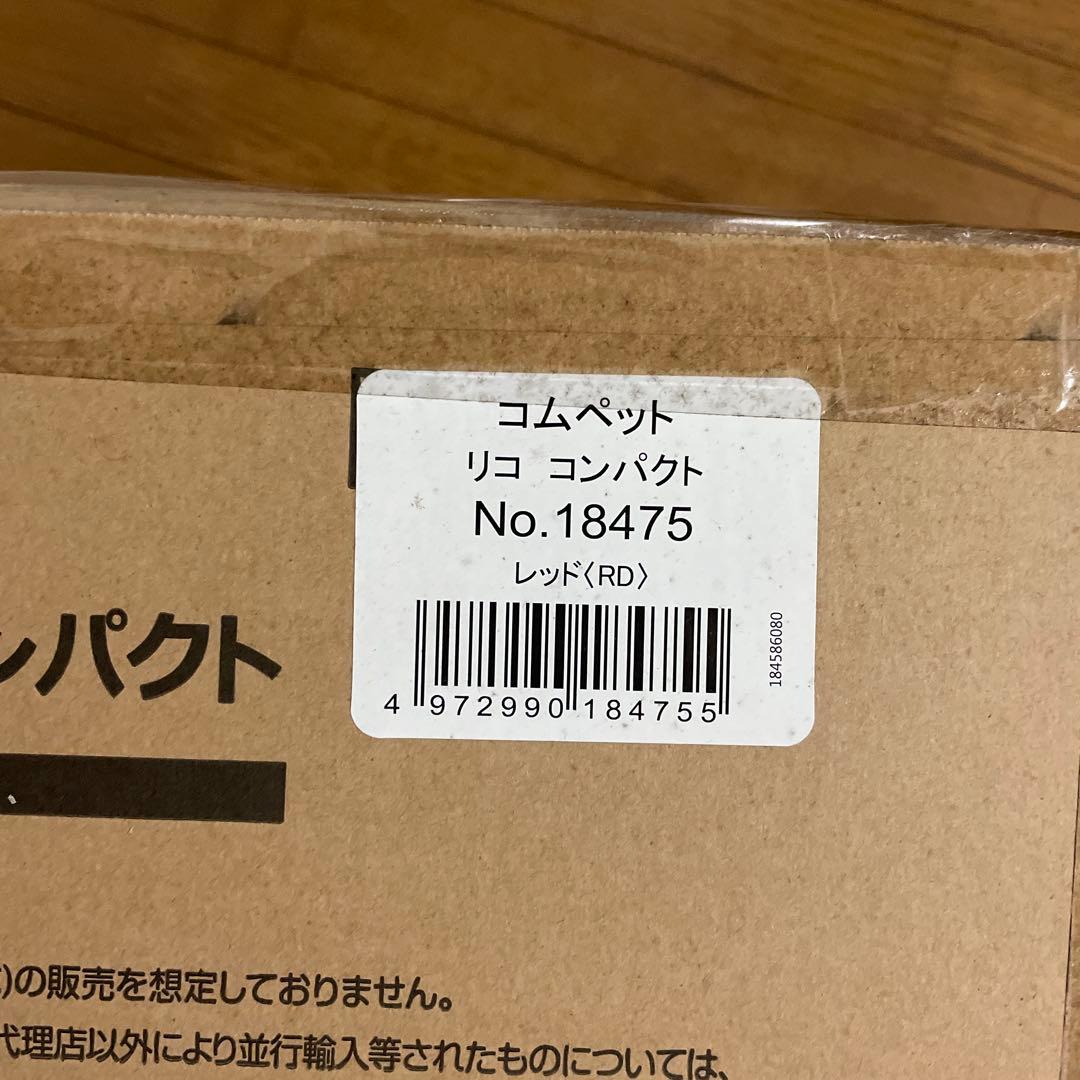 コムペット
リコ コンパクト
No.18475
レッド〈RD〉
4 972990 184755
184586080
ンパクト
)の販売を想定しておりません。
代理店以外により並行輸入等されたものについては、